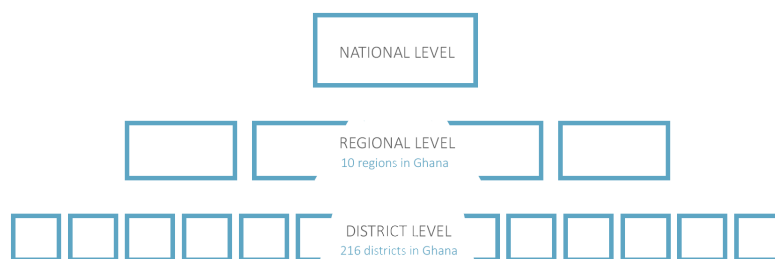 NATIONAL LEVEL
REGIONAL LEVEL
10 regions in Ghana
DISTRICT LEVEL
216 districts in Ghana